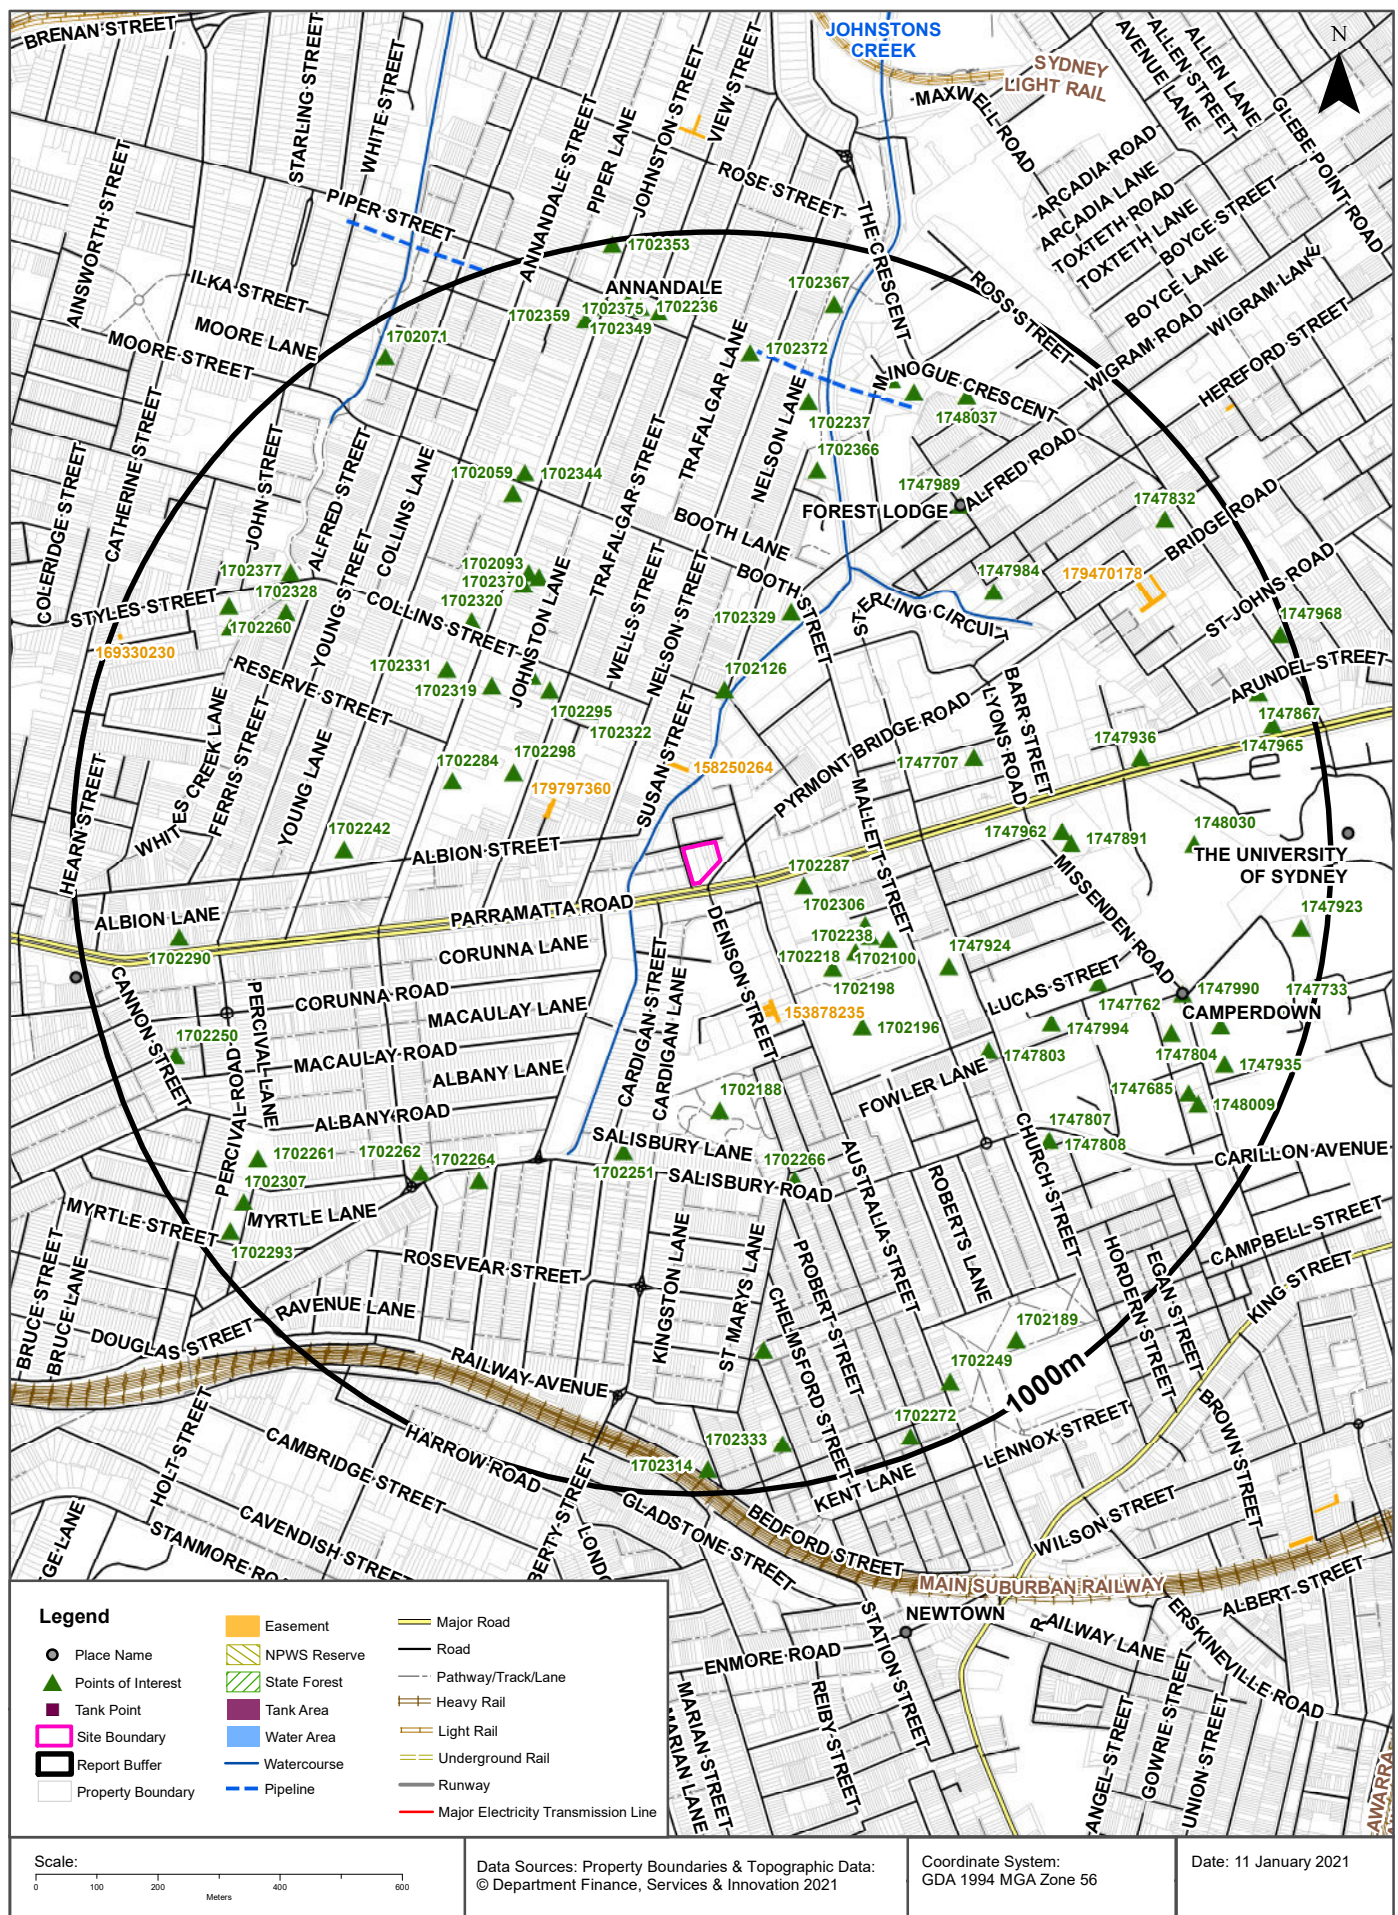 BRENAN STREET
STARLING STREET
WHITE STREET
JOHNSTONS
CREEK
SYDNEY
LIGHT RAIL
N
AVENUE LANE
ALLEN STREET
ALLEN LANE
GLEBE POINT ROAD
MAXWELL ROAD
VIEW STREET
JOHNSTON STREET
PIPER LANE
ANNANDALE STREET
AINSWORTH STREET
PIPER STREET
ROSE STREET
THE CRESCENT
ARCADIA ROAD
ARCADIA LANE
TOXTETH ROAD
TOXTETH LANE
BOYCE STREET
BOYCE LANE
WIGRAM LANE
WIGRAM ROAD
HEREFORD STREET
ROSS STREET
ILKA STREET
MOORE LANE
MOORE STREET
1702353
ANNANDALE
1702367
1702359
1702375
1702236
1702349
1702071
1702372
MINOGUE CRESCENT
1748037
1702237
1702366
TRAFALGAR LANE
NELSON LANE
TRAFALGAR STREET
COLERIDGE STREET
CATHERINE STREET
JOHN STREET
ALFRED STREET
COLLINS LANE
YOUNG STREET
1702059
1702344
1747989
ALFRED ROAD
FOREST LODGE
1747832
BRIDGE ROAD
BOOTH LANE
BOOTH STREET
1702093
1702370
1702320
1702377
1702328
1702260
STYLES STREET
169330230
COLLINS STREET
JOHNSTON LANE
WELLS STREET
NELSON STREET
1702329
STERLING CIRCUIT
1747984
179470178
ST JOHNS ROAD
1747968
ARUNDEL STREET
RESERVE STREET
1702331
1702319
1702295
1702322
1702126
SUSAN STREET
158250264
PYRMONT BRIDGE ROAD
LYONS ROAD
BARR STREET
1747867
1747965
1747936
1747707
MALLETT STREET
WHITES CREEK LANE
FERRIS STREET
YOUNG LANE
HEARN STREET
1702284
1702298
179797360
1702242
ALBION STREET
1747962
1747891
1748030
THE UNIVERSITY
OF SYDNEY
MISSENDEN ROAD
1747923
1702287
1702306
1702238
1702218
1702100
1702198
1747924
PARRAMATTA ROAD
ALBION LANE
1702290
CORUNNA LANE
CORUNNA ROAD
MACAULAY LANE
MACAULAY ROAD
ALBANY LANE
ALBANY ROAD
CANNON STREET
PERCIVAL ROAD
PERCIVAL LANE
1702250
CARDIGAN STREET
CARDIGAN LANE
DENISON STREET
153878235
1702196
LUCAS STREET
1747762
1747990
1747733
CAMPERDOWN
1747994
1747804
1747803
1747935
1747685
1748009
FOWLER LANE
1702188
1747807
1747808
CARILLON AVENUE
SALISBURY LANE
SALISBURY ROAD
1702266
1702251
1702261
1702262
1702264
1702307
1702293
MYRTLE STREET
MYRTLE LANE
ROSEVEAR STREET
AUSTRALIA STREET
ROBERTS LANE
CHURCH STREET
HORDERN STREET
EGAN STREET
CAMPBELL STREET
KING STREET
BRUCE STREET
BRUCE LANE
DOUGLAS STREET
RAVENUE LANE
RAILWAY AVENUE
KINGSTON LANE
ST MARYS LANE
PROBERT STREET
CHELMSFORD STREET
1702189
1702249
1000m
1702272
1702333
1702314
LENNOX STREET
BROWN STREET
KENT LANE
HOLT STREET
CAMBRIDGE STREET
HARROW ROAD
CAVENDISH STREET
GLADSTONE STREET
BEDFORD STREET
WILSON STREET
MAIN SUBURBAN RAILWAY
ALBERT STREET
NEWTOWN
RAILWAY LANE
ERSKINEVILLE ROAD
STATION STREET
ENMORE ROAD
REIBY STREET
MARIAN STREET
MARIAN LANE
ANGEL STREET
GOWRIE STREET
UNION STREET
AWARRA
GE LANE
STANMORE RO
BERTY STREET
LONDO
Legend
Place Name
Points of Interest
Tank Point
Site Boundary
Report Buffer
Property Boundary
Easement
NPWS Reserve
State Forest
Tank Area
Water Area
Watercourse
Pipeline
Major Road
Road
Pathway/Track/Lane
Heavy Rail
Light Rail
Underground Rail
Runway
Major Electricity Transmission Line
Scale:
0 100 200 400 600
Meters
Data Sources: Property Boundaries & Topographic Data:
© Department Finance, Services & Innovation 2021
Coordinate System:
GDA 1994 MGA Zone 56
Date: 11 January 2021